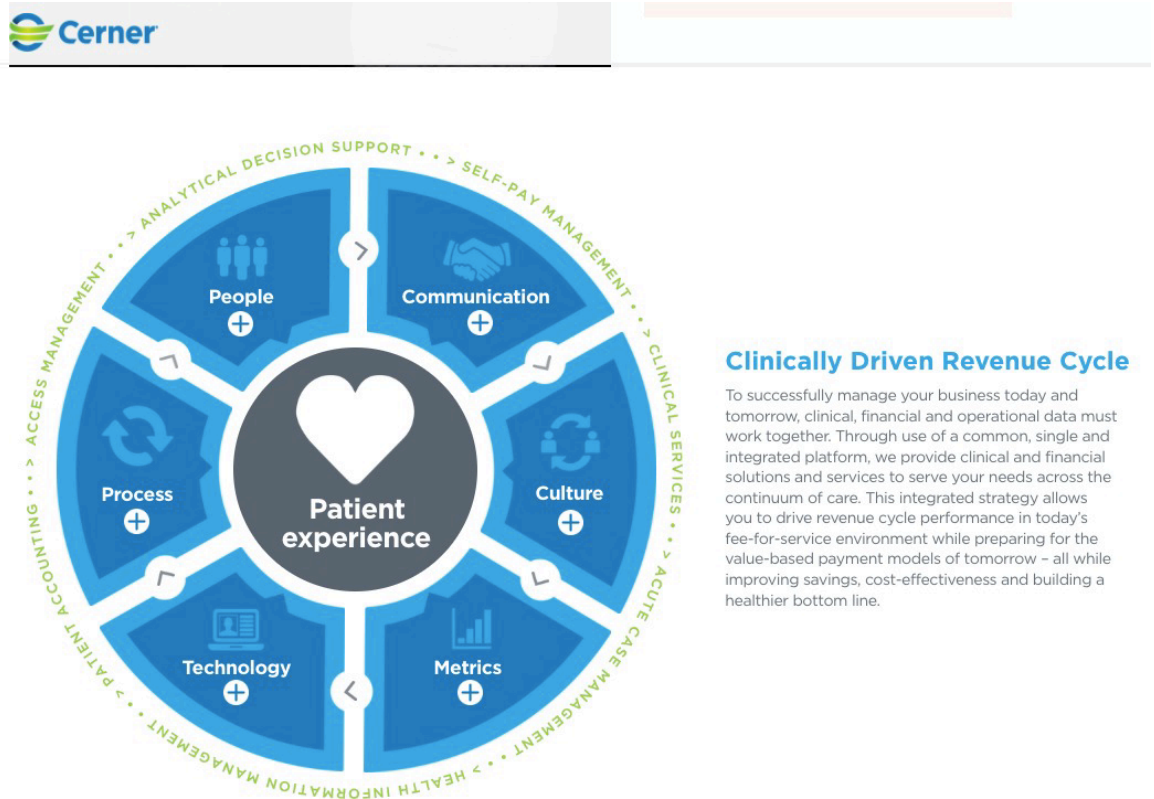 Cerner
ANALYTICAL DECISION SUPPORT
SELF-PAY MANAGEMENT
CLINICAL SERVICES
ACUTE CASE MANAGEMENT
HEALTH INFORMATION MANAGEMENT
PATIENT ACCOUNTING
ACCESS MANAGEMENT
People
Communication
Culture
Metrics
Technology
Process
Patient
experience
Clinically Driven Revenue Cycle
To successfully manage your business today and
tomorrow, clinical, financial and operational data must
work together. Through use of a common, single and
integrated platform, we provide clinical and financial
solutions and services to serve your needs across the
continuum of care. This integrated strategy allows
you to drive revenue cycle performance in today's
fee-for-service environment while preparing for the
value-based payment models of tomorrow – all while
improving savings, cost-effectiveness and building a
healthier bottom line.